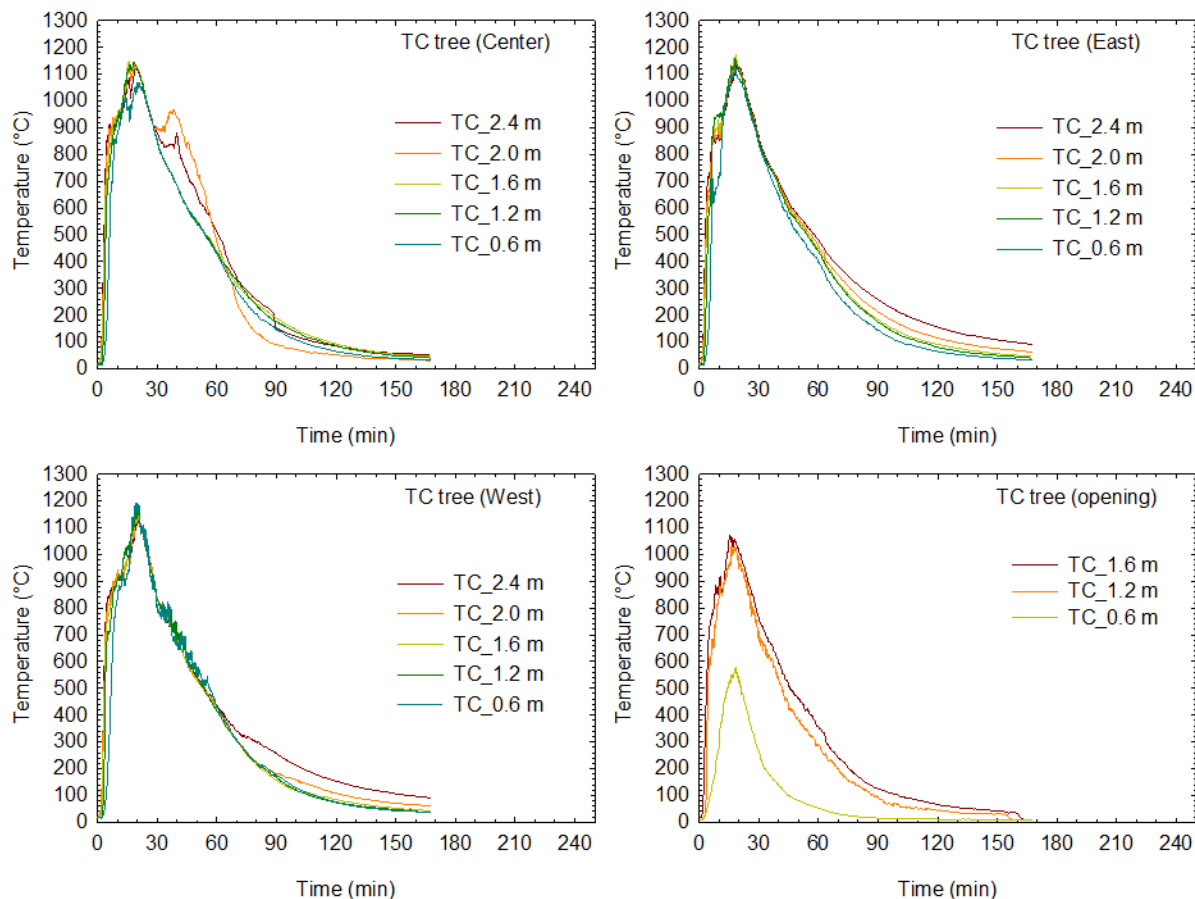 TC tree (Center)
1300
1200
1100
1000
900
800
700
600
500
400
300
200
100
0
Temperature (°C)
TC_2.4 m
TC_2.0 m
TC_1.6 m
TC_1.2 m
TC_0.6 m
0 30 60 90 120 150 180 210 240
Time (min)
TC tree (East)
1300
1200
1100
1000
900
800
700
600
500
400
300
200
100
0
Temperature (°C)
TC_2.4 m
TC_2.0 m
TC_1.6 m
TC_1.2 m
TC_0.6 m
0 30 60 90 120 150 180 210 240
Time (min)
TC tree (West)
1300
1200
1100
1000
900
800
700
600
500
400
300
200
100
0
Temperature (°C)
TC_2.4 m
TC_2.0 m
TC_1.6 m
TC_1.2 m
TC_0.6 m
0 30 60 90 120 150 180 210 240
Time (min)
TC tree (opening)
1300
1200
1100
1000
900
800
700
600
500
400
300
200
100
0
Temperature (°C)
TC_1.6 m
TC_1.2 m
TC_0.6 m
0 30 60 90 120 150 180 210 240
Time (min)